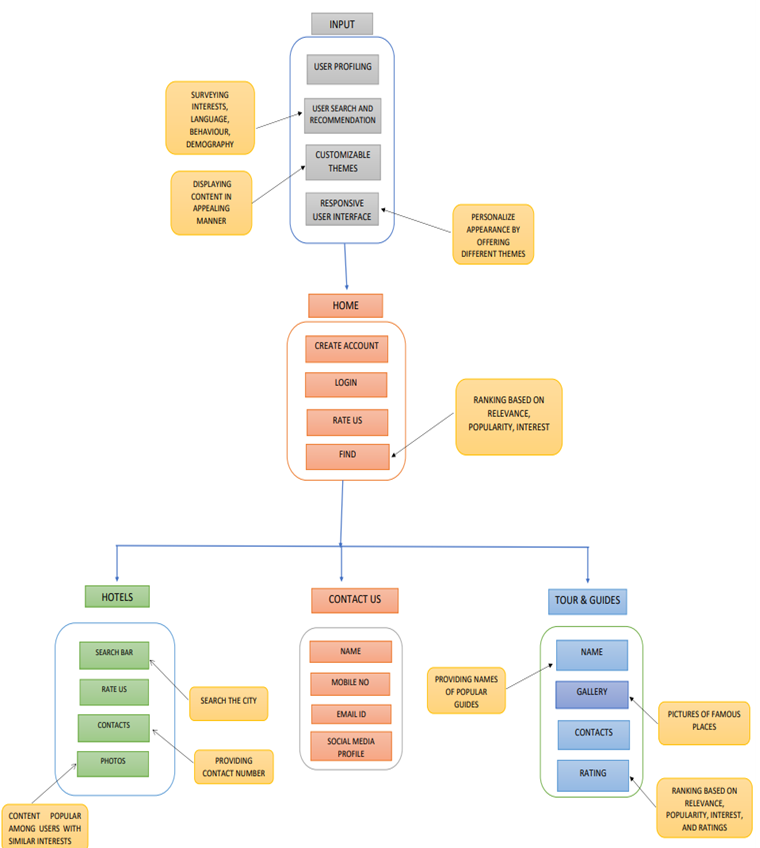 INPUT
USER PROFILING
SURVEYING
INTERESTS,
LANGUAGE,
BEHAVIOUR,
DEMOGRAPHY
USER SEARCH AND
RECOMMENDATION
CUSTOMIZABLE
THEMES
DISPLAYING
CONTENT IN
APPEALING
MANNER
RESPONSIVE
USER INTERFACE
PERSONALIZE
APPEARANCE BY
OFFERING
DIFFERENT THEMES
HOME
CREATE ACCOUNT
LOGIN
RATE US
FIND
RANKING BASED ON
RELEVANCE,
POPULARITY, INTEREST
HOTELS
SEARCH BAR
RATE US
CONTACTS
PHOTOS
SEARCH THE CITY
PROVIDING
CONTACT NUMBER
CONTENT POPULAR
AMONG USERS WITH
SIMILAR INTERESTS
CONTACT US
NAME
MOBILE NO
EMAIL ID
SOCIAL MEDIA
PROFILE
TOUR & GUIDES
NAME
GALLERY
CONTACTS
RATING
PROVIDING NAMES
OF POPULAR
GUIDES
PICTURES OF FAMOUS
PLACES
RANKING BASED ON
RELEVANCE,
POPULARITY, INTEREST,
AND RATINGS